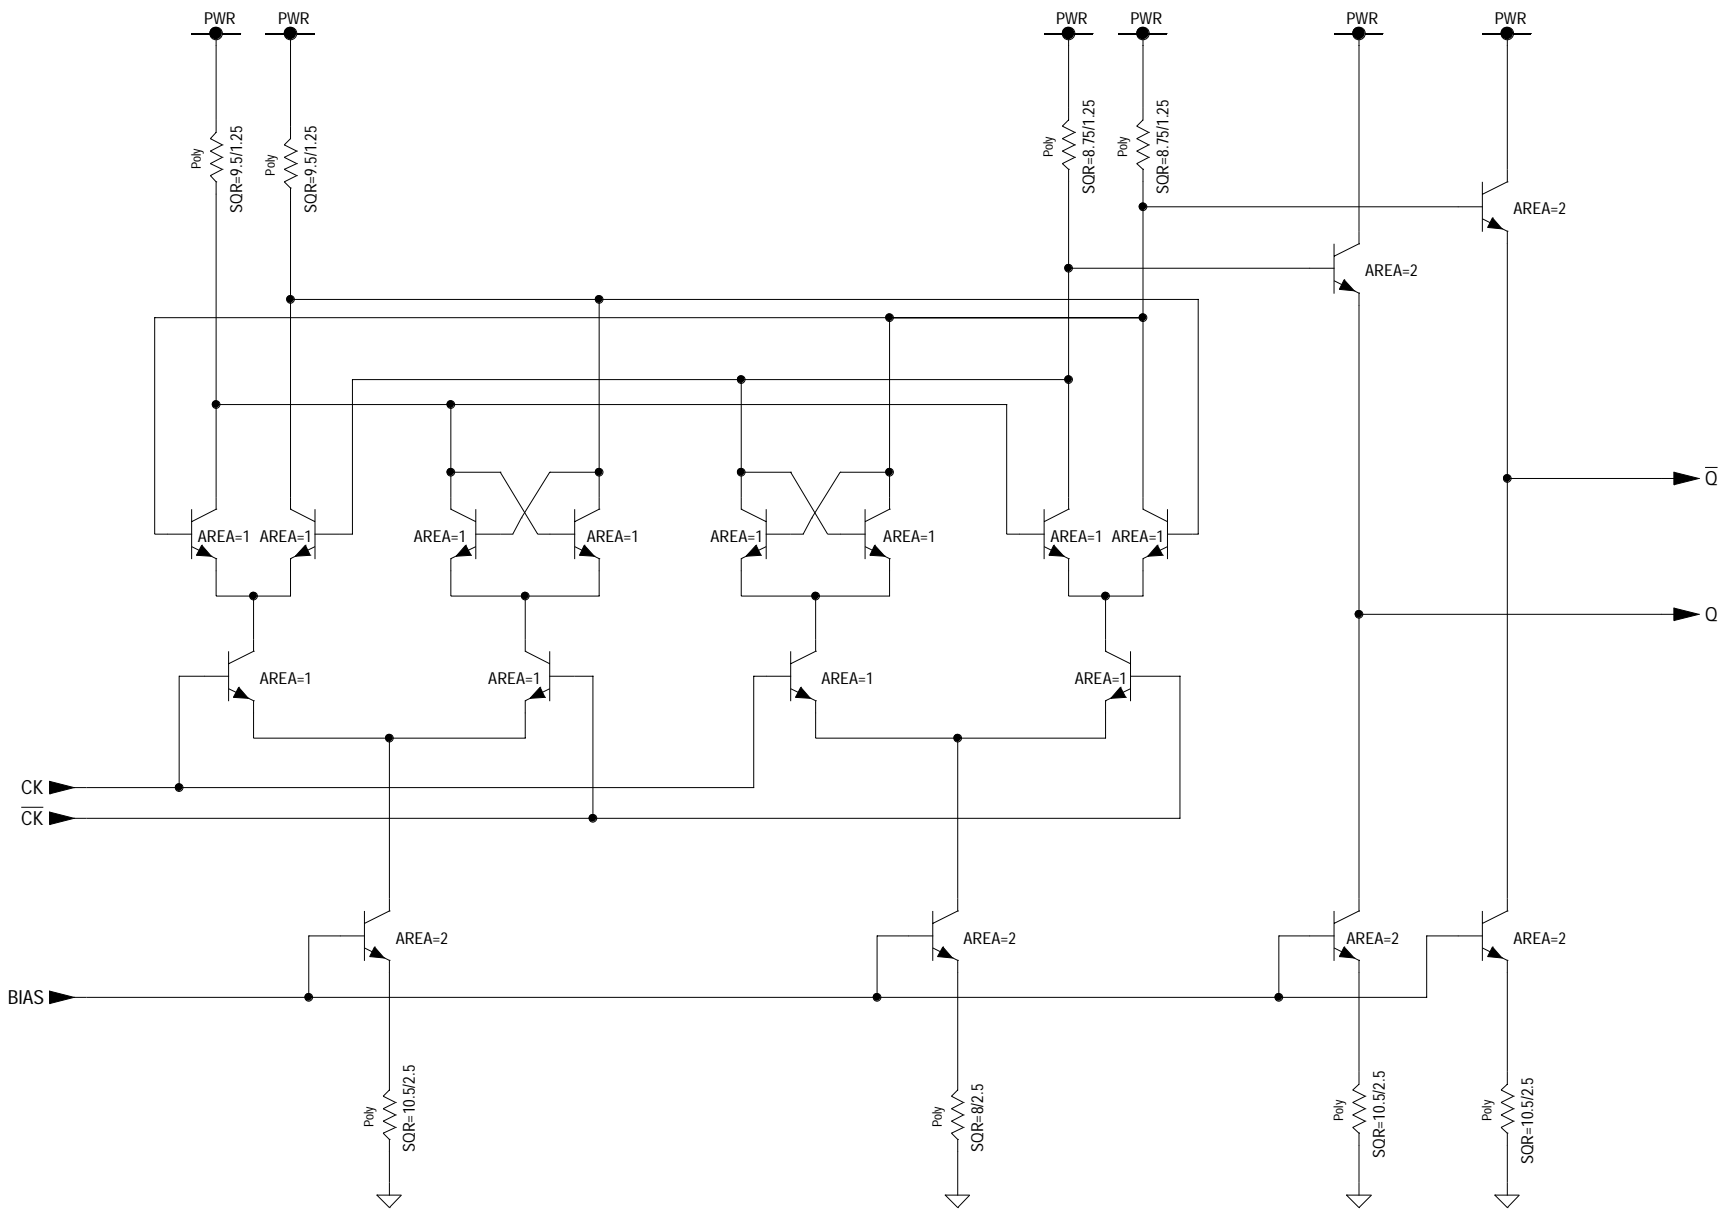 PWR PWR PWR PWR PWR PWR
Poly SQR=9.5/1.25 Poly SQR=9.5/1.25 Poly SQR=8.75/1.25 Poly SQR=8.75/1.25
AREA=2
AREA=2
Q̅
AREA=1 AREA=1 AREA=1 AREA=1 AREA=1 AREA=1 AREA=1 AREA=1
Q
AREA=1 AREA=1 AREA=1 AREA=1
CK
C̅K̅
AREA=2 AREA=2 AREA=2 AREA=2
BIAS
Poly SQR=10.5/2.5 Poly SQR=8/2.5 Poly SQR=10.5/2.5 Poly SQR=10.5/2.5